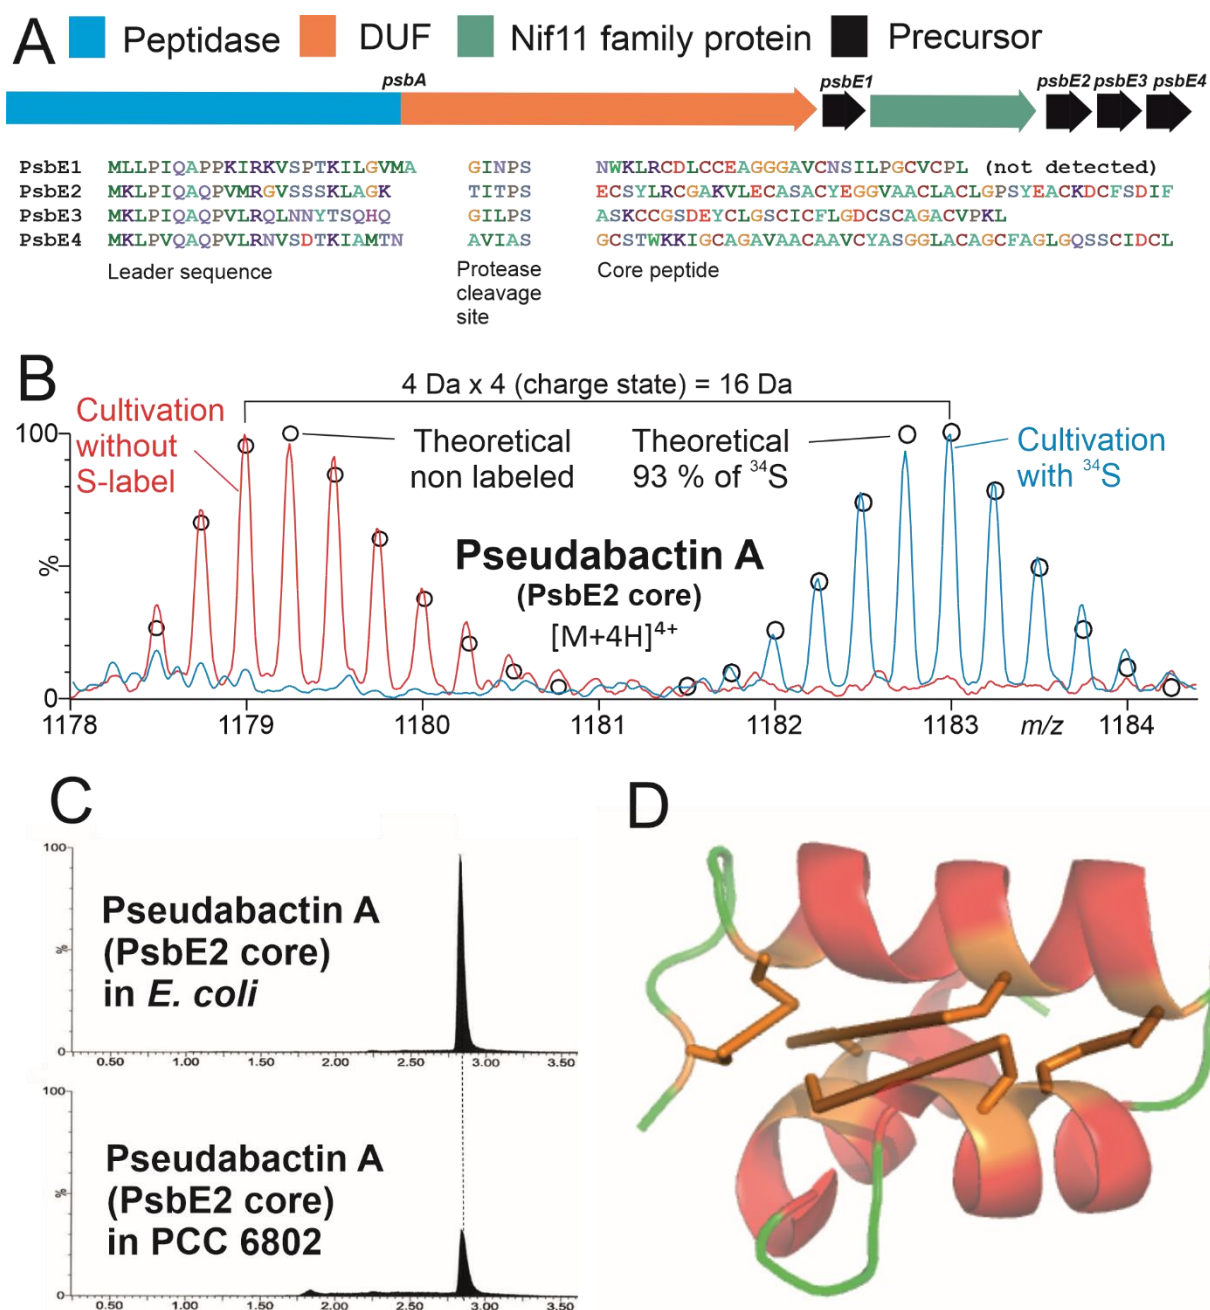 A Peptidase DUF Nif11 family protein Precursor
psbA psbE1 psbE2 psbE3 psbE4
PsbE1 MLLPIQAPPKIRKVSPTKILGVMA GINPS NWKLRCDLCCEAGGGAVCNSILPGCVCPL (not detected)
PsbE2 MKLPIQAQPVMRGVSSSKLAGK TITPS ECSYLRCGAKVLECASACYEGGVAACLACLGPSYEACKDCFSDIF
PsbE3 MKLPIQAQPVLRQLNNYTSQHQ GILPS ASKCCGSDEYCLGSCICFLGDCSCAGACVPKL
PsbE4 MKLPVQAQPVLRNVSDTKIAMTN AVIAS GCSTWKKIGCAGAVAACAAVCYASGGLACAGCFAGLGQSSCIDCL
Leader sequence
Protease
cleavage
site
Core peptide
B
4 Da x 4 (charge state) = 16 Da
Cultivation
without
S-label
Theoretical
non labeled
Theoretical
93 % of ³⁴S
Cultivation
with ³⁴S
Pseudabactin A
(PsbE2 core)
[M+4H]⁴⁺
100
%
0
1178 1179 1180 1181 1182 1183 m/z 1184
C
100
%
0
Pseudabactin A
(PsbE2 core)
in E. coli
0.50 1.00 1.50 2.00 2.50 3.00 3.50
100
%
0
Pseudabactin A
(PsbE2 core)
in PCC 6802
0.50 1.00 1.50 2.00 2.50 3.00 3.50
D